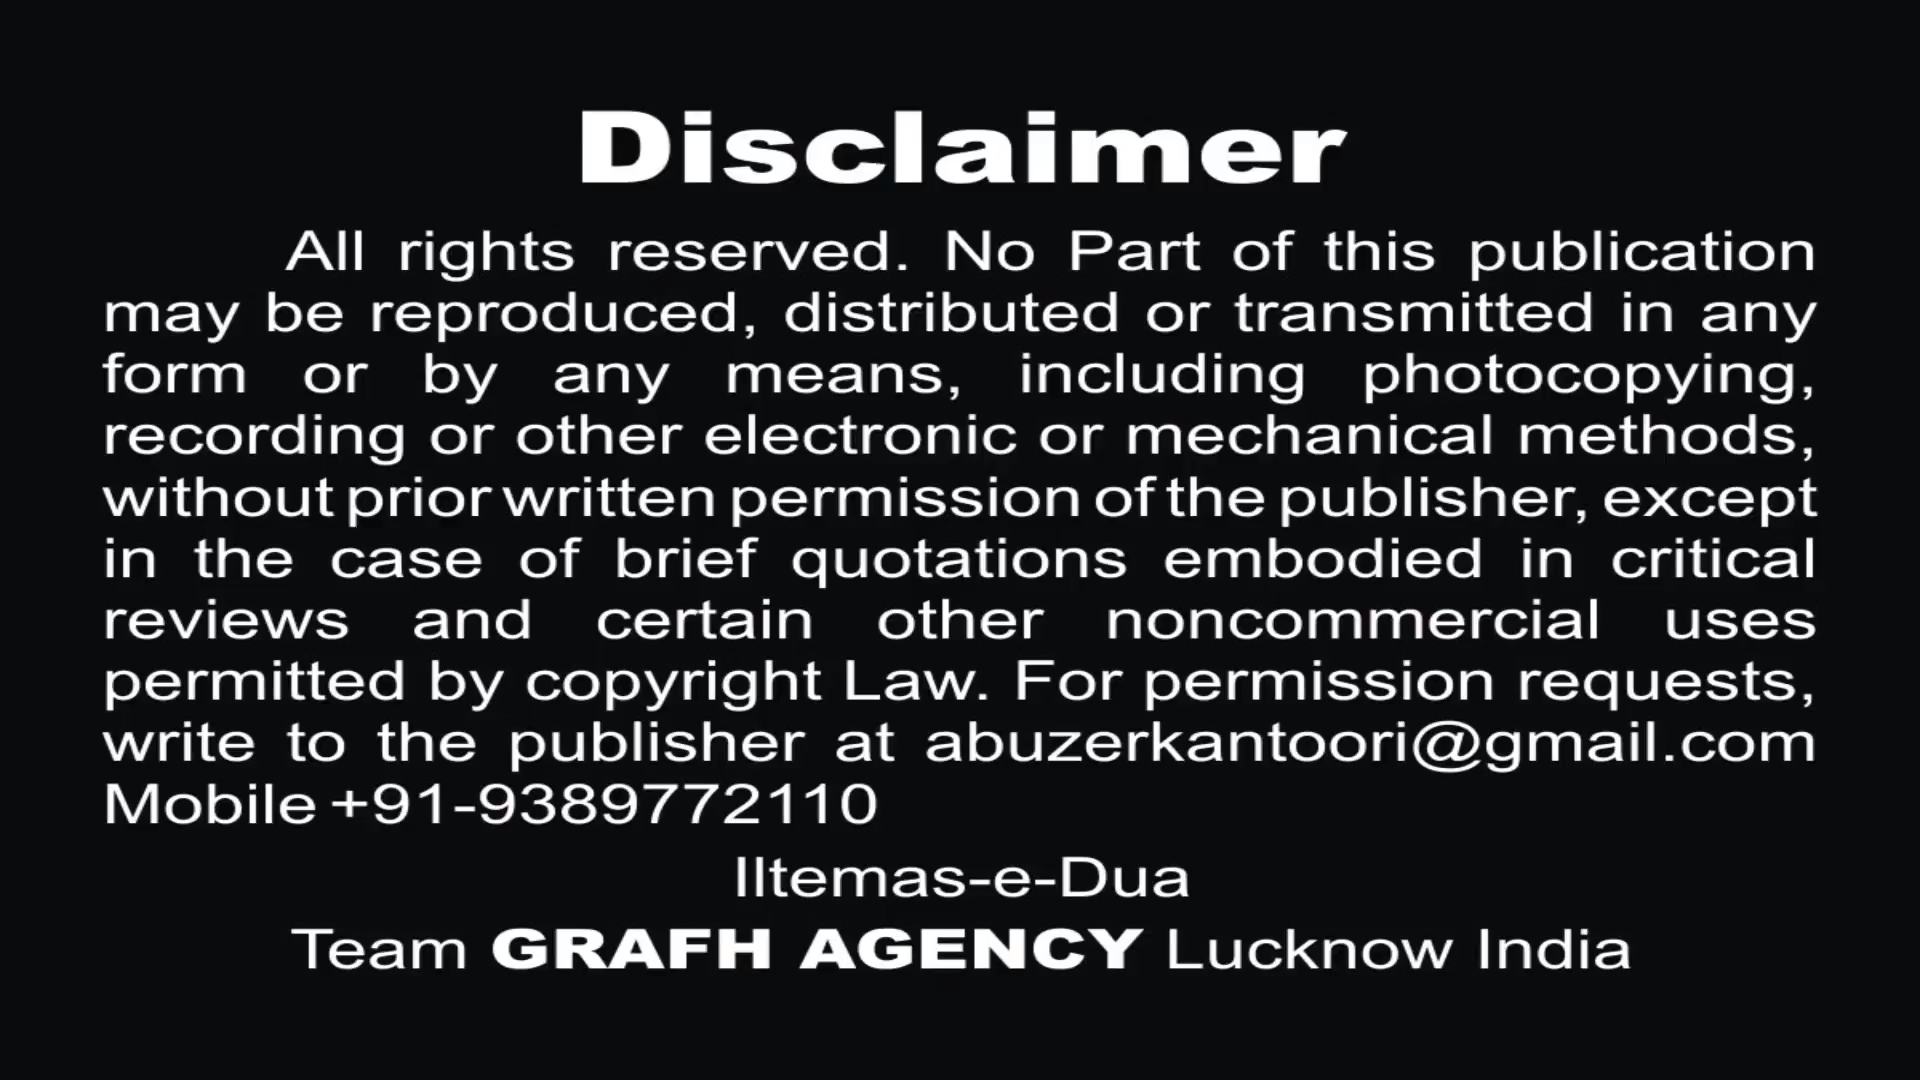 Disclaimer
All rights reserved. No Part of this publication
may be reproduced, distributed or transmitted in any
form or by any means, including photocopying,
recording or other electronic or mechanical methods,
without prior written permission of the publisher, except
in the case of brief quotations embodied in critical
reviews and certain other noncommercial uses
permitted by copyright Law. For permission requests,
write to the publisher at abuzerkantoori@gmail.com
Mobile +91-9389772110
Iltemas-e-Dua
Team GRAFH AGENCY Lucknow India